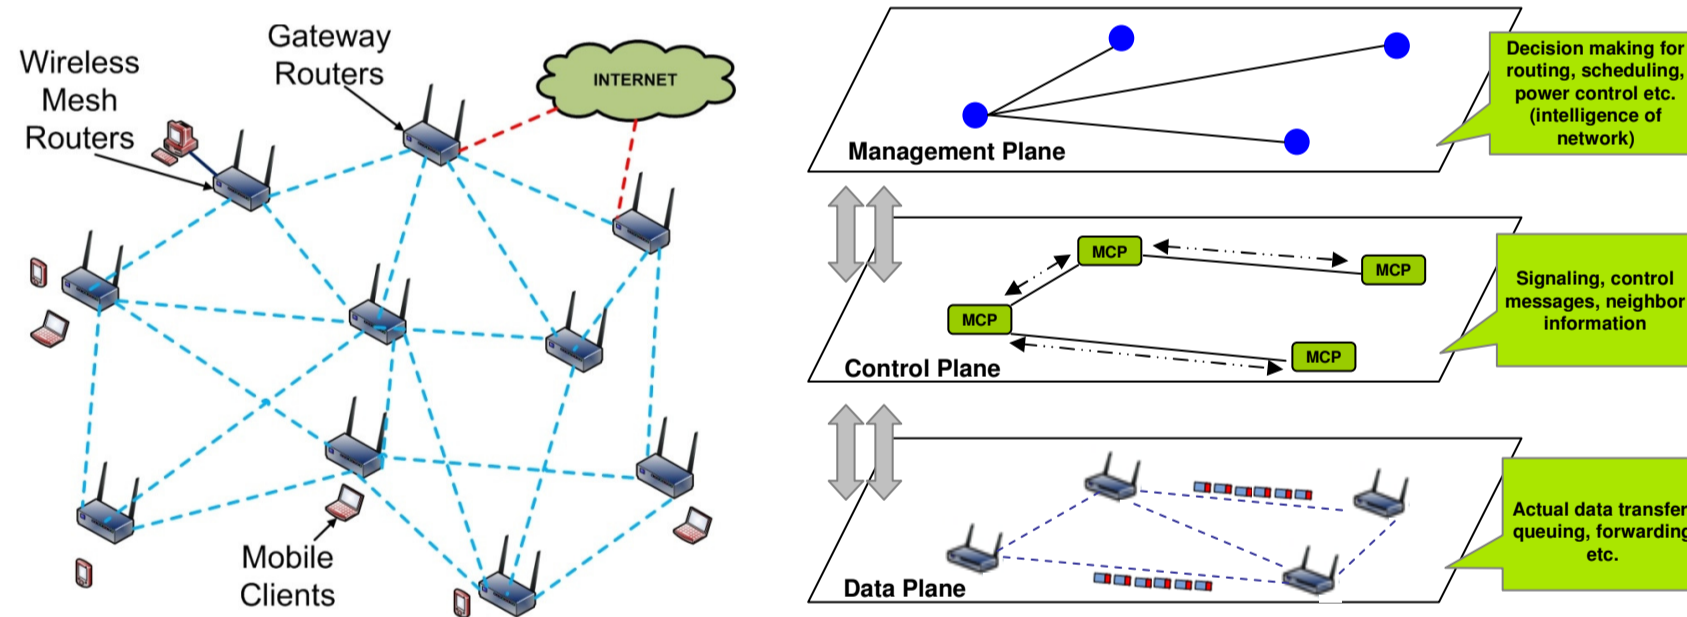 Wireless
Mesh
Routers
Gateway
Routers
INTERNET
Mobile
Clients
Management Plane
Decision making for
routing, scheduling,
power control etc.
(intelligence of
network)
MCP
MCP
MCP
MCP
Control Plane
Signaling, control
messages, neighbor
information
Data Plane
Actual data transfer
queuing, forwarding
etc.